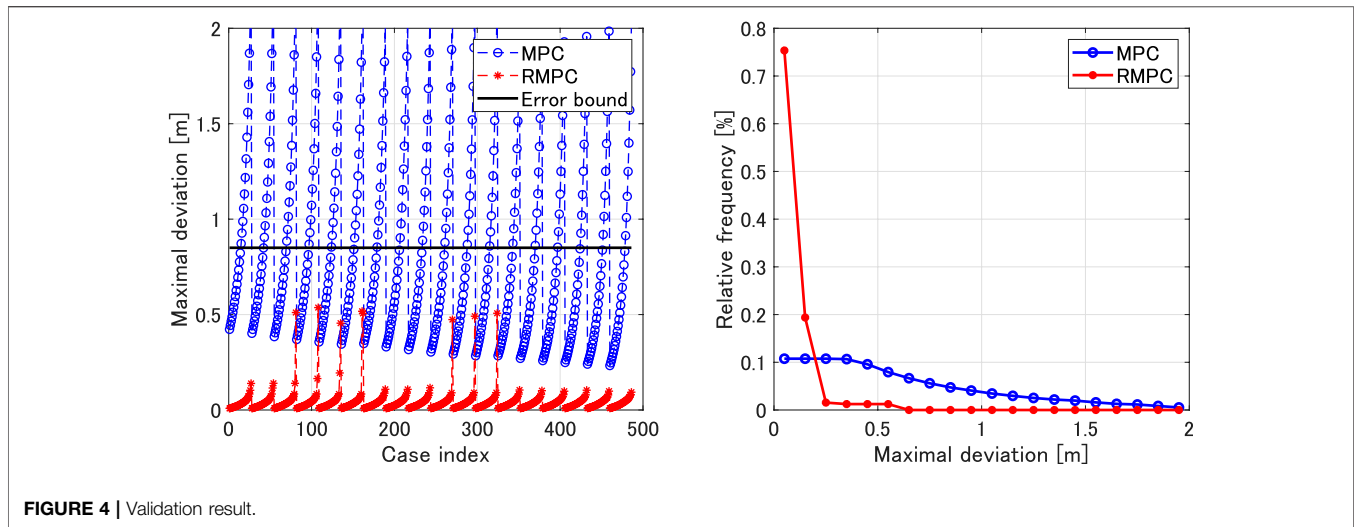 2
1.5
1
0.5
0
0
100
200
300
400
500
Maximal deviation [m]
Case index
MPC
RMPC
Error bound
0.8
0.7
0.6
0.5
0.4
0.3
0.2
0.1
0
0
0.5
1
1.5
2
Relative frequency [%]
Maximal deviation [m]
MPC
RMPC
FIGURE 4 | Validation result.